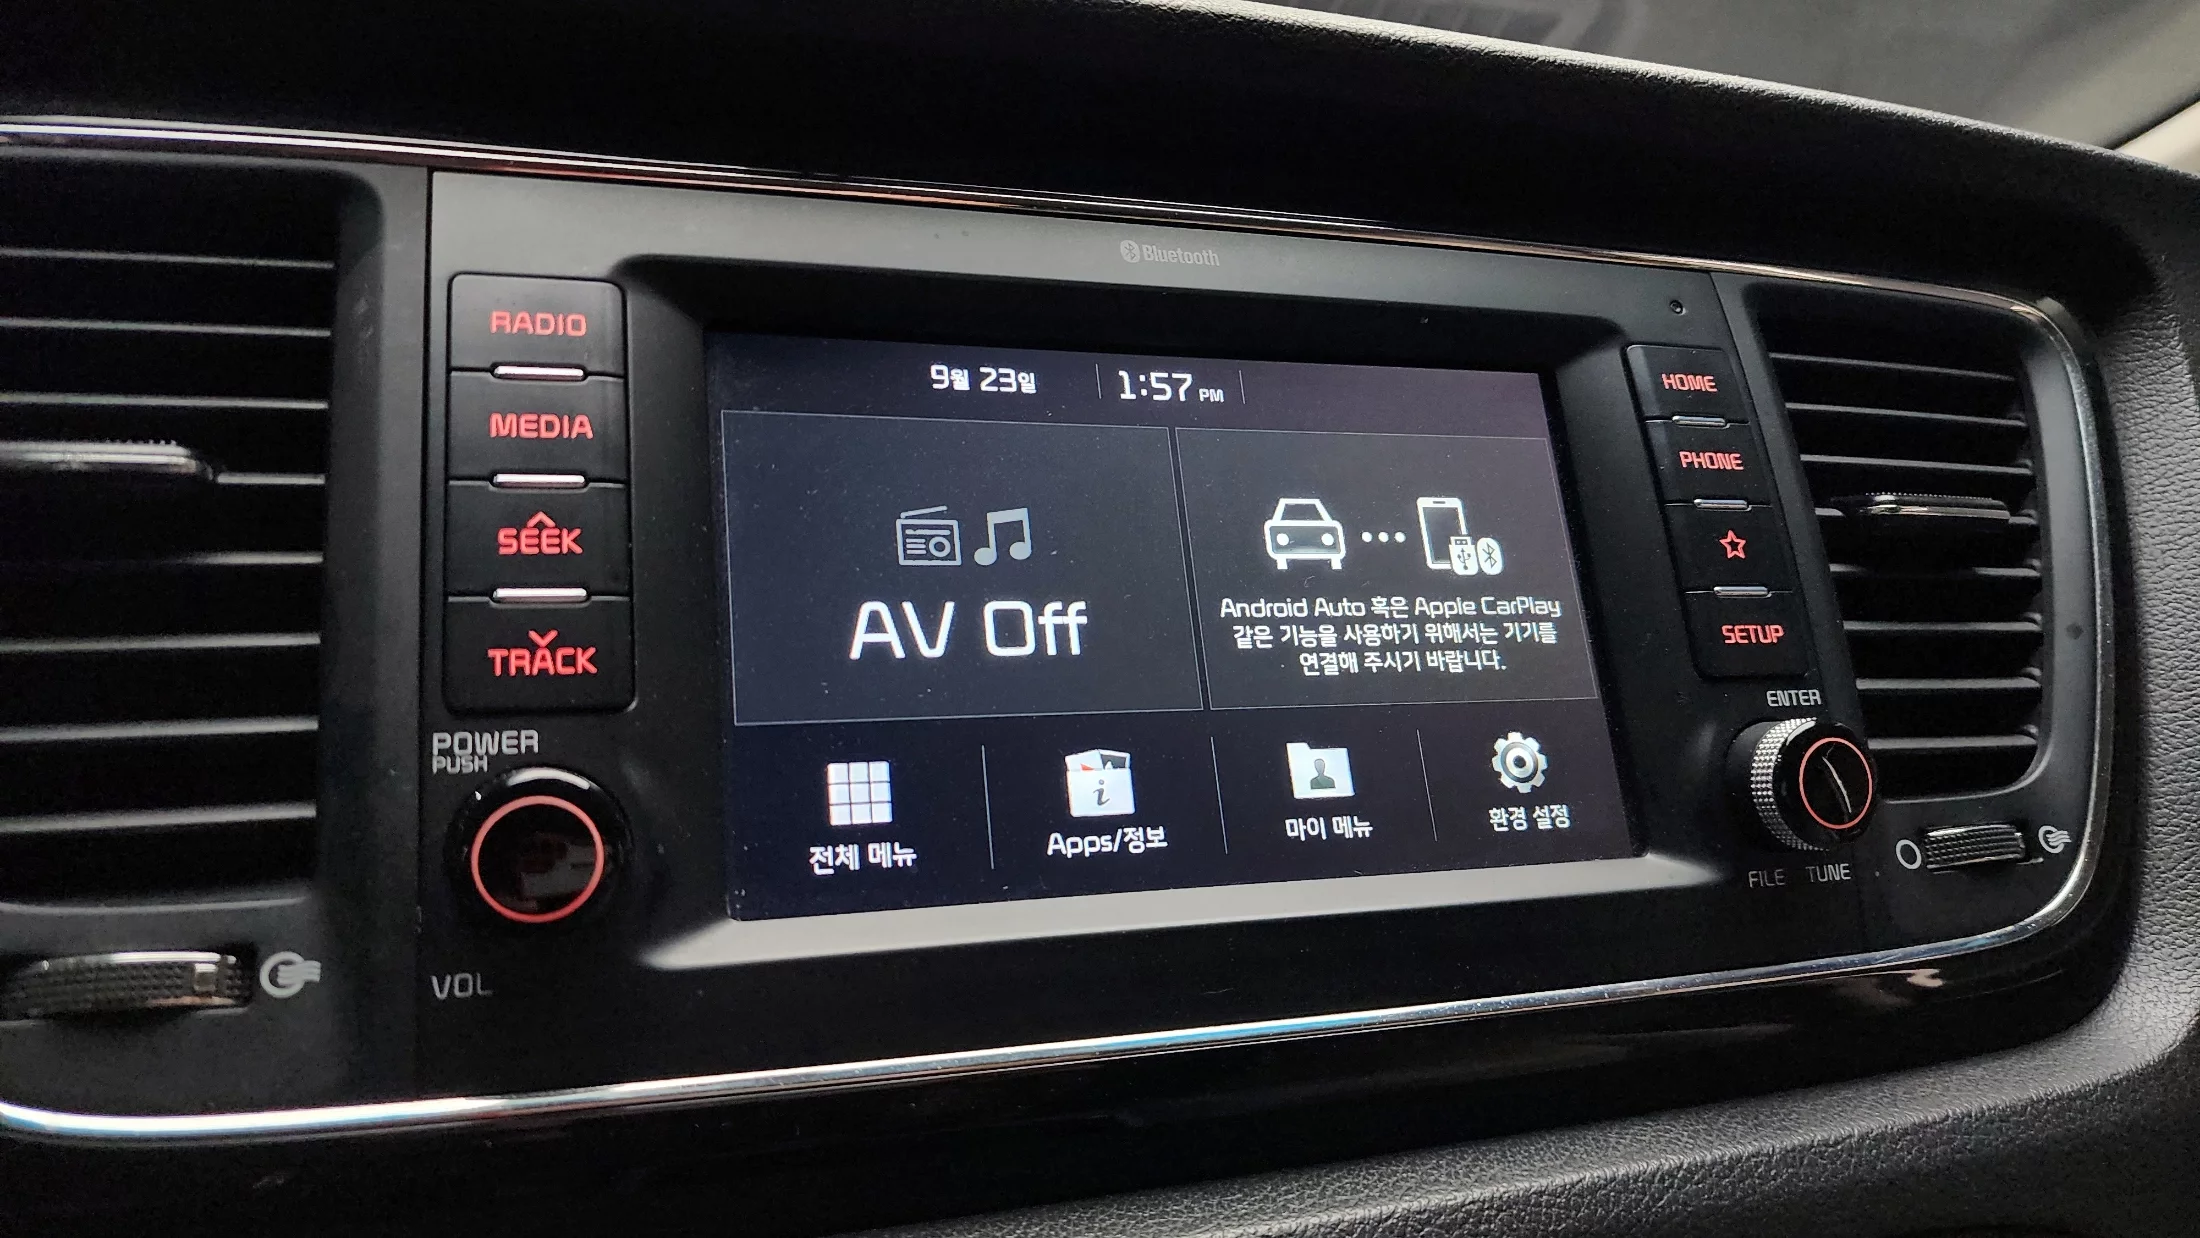 Bluetooth
RADIO
MEDIA
SEEK
TRACK
POWER
PUSH
VOL
9월 23일
1:57 PM
AV Off
Android Auto 혹은 Apple CarPlay
같은 기능을 사용하기 위해서는 기기를
연결해 주시기 바랍니다.
전체 메뉴
Apps/정보
마이 메뉴
환경 설정
HOME
PHONE
SETUP
ENTER
FILE TUNE